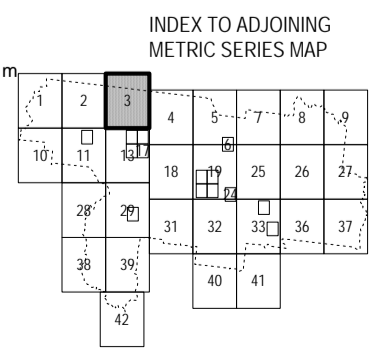 INDEX TO ADJOINING
METRIC SERIES MAP
m
1 2 3 4 5 7 8 9
6
10 11 13 17 18 19 25 26 27
24
28 29 31 32 33 36 37
38 39 40 41
42